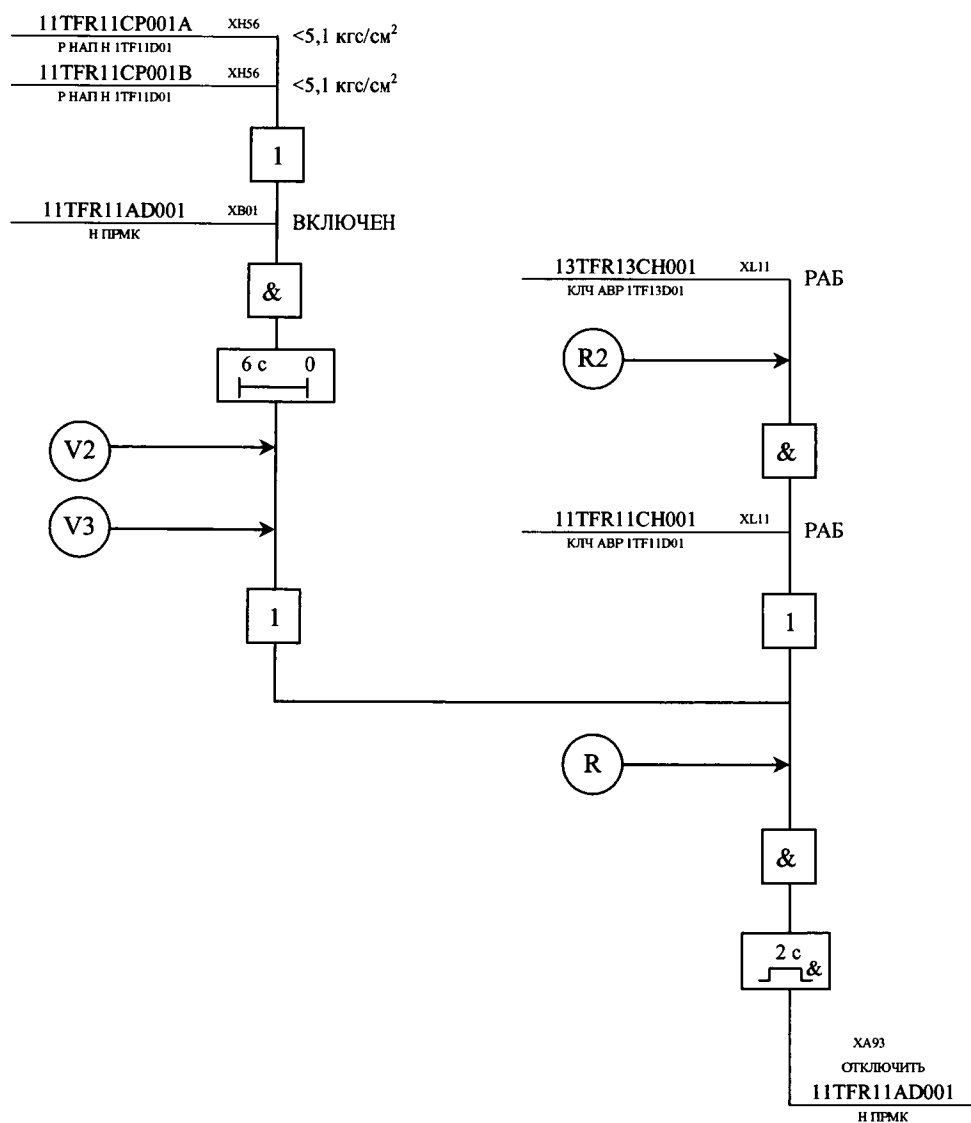 11TFR11CP001A XH56 <5,1 кгс/см²
Р НАП Н 1TF11D01
11TFR11CP001B XH56 <5,1 кгс/см²
Р НАП Н 1TF11D01
1
11TFR11AD001 XB01 ВКЛЮЧЕН
Н ПРМК
&
6 с 0
V2
V3
1
13TFR13CH001 XL11 РАБ
КЛЧ АВР 1TF13D01
R2
&
11TFR11CH001 XL11 РАБ
КЛЧ АВР 1TF11D01
1
R
&
2 с
&
XA93
ОТКЛЮЧИТЬ
11TFR11AD001
Н ПРМК